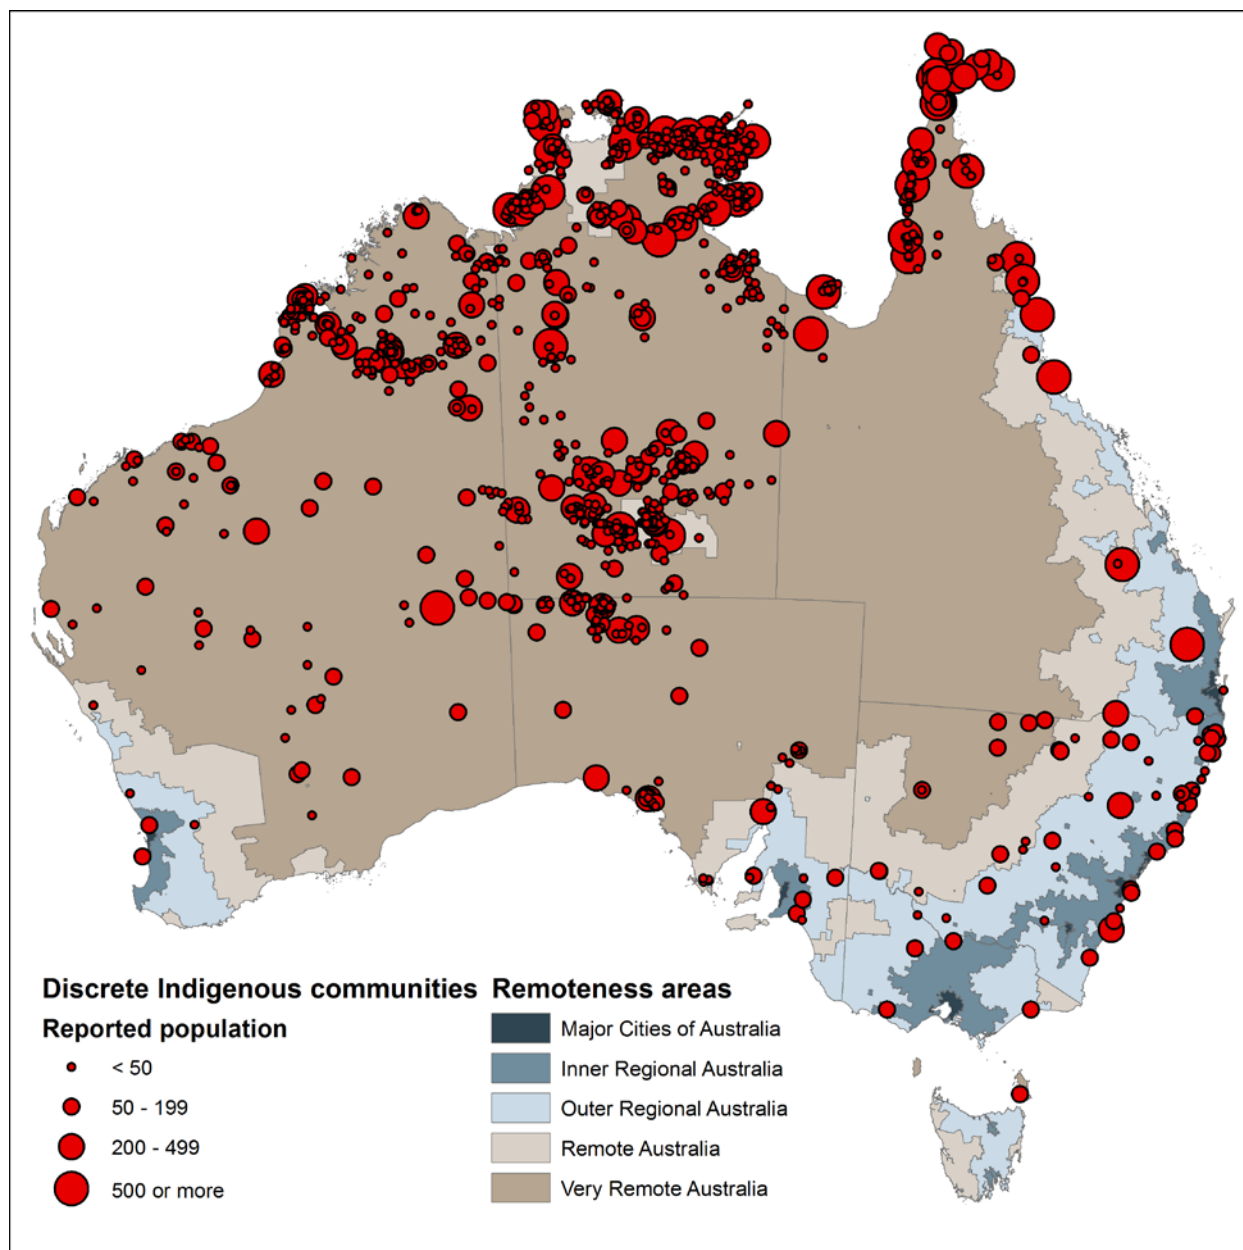 Discrete Indigenous communities
Reported population
< 50
50 - 199
200 - 499
500 or more
Remoteness areas
Major Cities of Australia
Inner Regional Australia
Outer Regional Australia
Remote Australia
Very Remote Australia